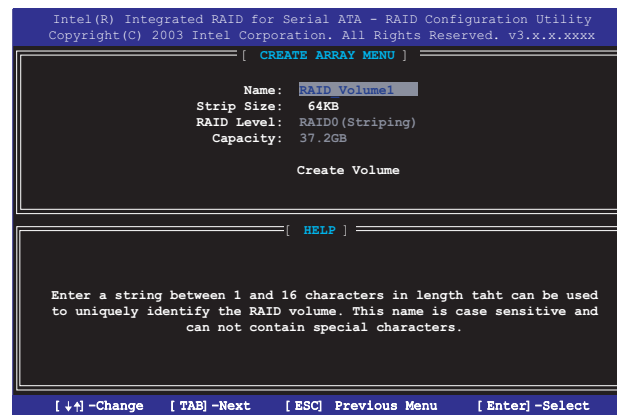 Intel(R) Integrated RAID for Serial ATA - RAID Configuration Utility
Copyright(C) 2003 Intel Corporation. All Rights Reserved. v3.x.x.xxxx
[ CREATE ARRAY MENU ]
Name: RAID_Volume1
Strip Size: 64KB
RAID Level: RAID0(Striping)
Capacity: 37.2GB
Create Volume
[ HELP ]
Enter a string between 1 and 16 characters in length taht can be used
to uniquely identify the RAID volume. This name is case sensitive and
can not contain special characters.
[↓↑]-Change [TAB]-Next [ESC] Previous Menu [Enter]-Select